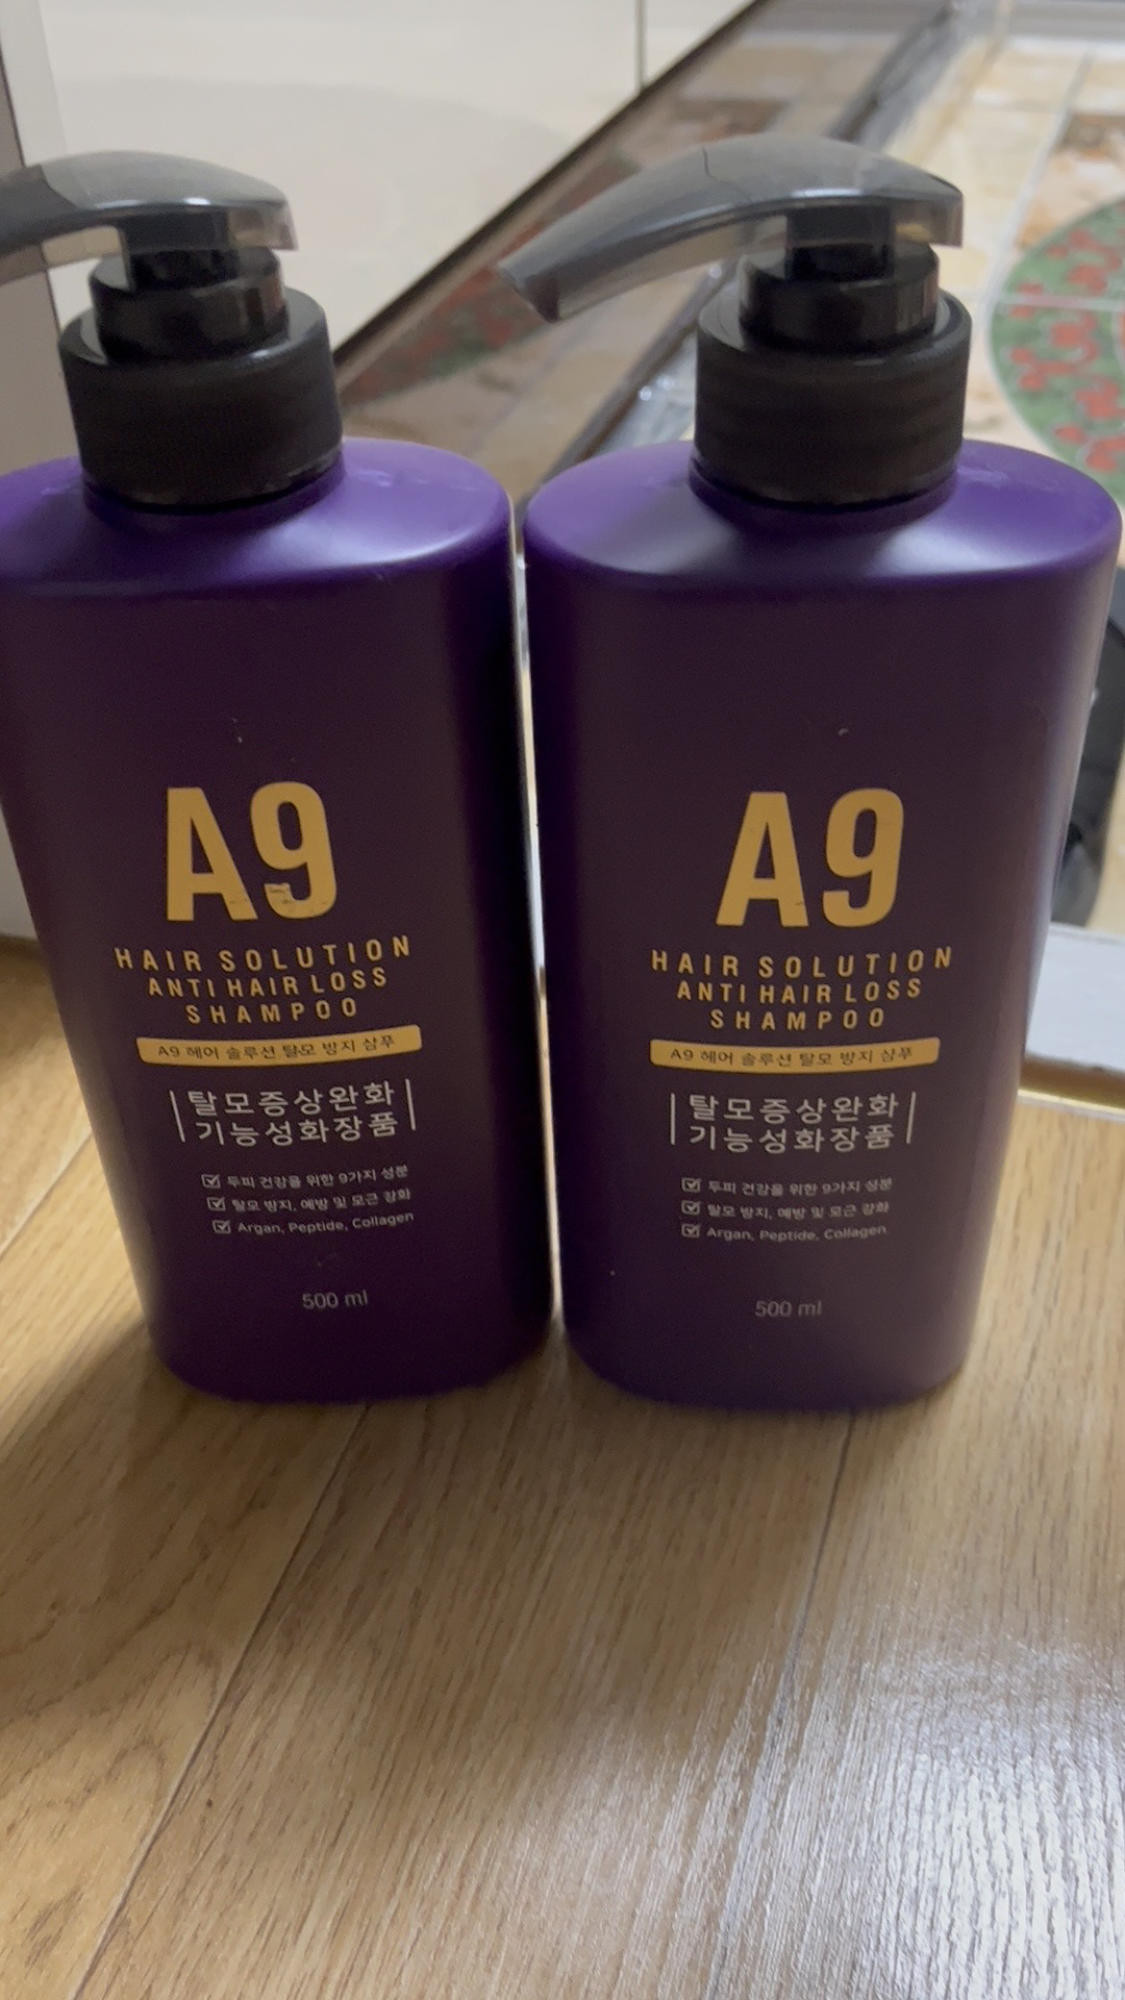 A9
HAIR SOLUTION
ANTI HAIR LOSS
SHAMPOO
A9 헤어 솔루션 탈모 방지 샴푸
탈모증상완화
기능성화장품
두피 건강을 위한 9가지 성분
탈모 방지, 예방 및 모근 강화
Argan, Peptide, Collagen
500 ml
A9
HAIR SOLUTION
ANTI HAIR LOSS
SHAMPOO
A9 헤어 솔루션 탈모 방지 샴푸
탈모증상완화
기능성화장품
두피 건강을 위한 9가지 성분
탈모 방지, 예방 및 모근 강화
Argan, Peptide, Collagen
500 ml